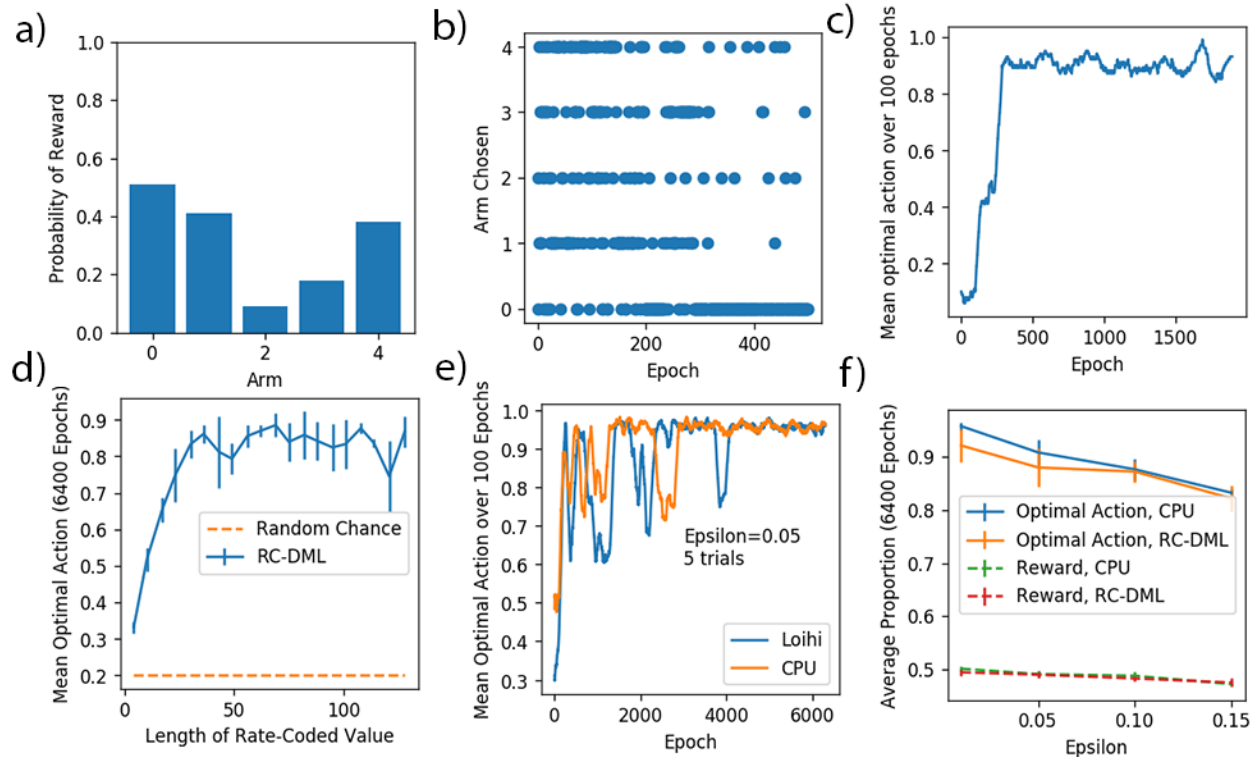 a)
Probability of Reward
1.0
0.8
0.6
0.4
0.2
0.0
0 2 4
Arm
b)
Arm Chosen
4
3
2
1
0
0 200 400
Epoch
c)
Mean optimal action over 100 epochs
1.0
0.8
0.6
0.4
0.2
0 500 1000 1500
Epoch
d)
Mean Optimal Action (6400 Epochs)
0.9
0.8
0.7
0.6
0.5
0.4
0.3
0.2
Random Chance
RC-DML
0 50 100
Length of Rate-Coded Value
e)
Mean Optimal Action over 100 Epochs
1.0
0.9
0.8
0.7
0.6
0.5
0.4
0.3
Epsilon=0.05
5 trials
Loihi
CPU
0 2000 4000 6000
Epoch
f)
Average Proportion (6400 Epochs)
0.9
0.8
0.7
0.6
0.5
Optimal Action, CPU
Optimal Action, RC-DML
Reward, CPU
Reward, RC-DML
0.05 0.10 0.15
Epsilon